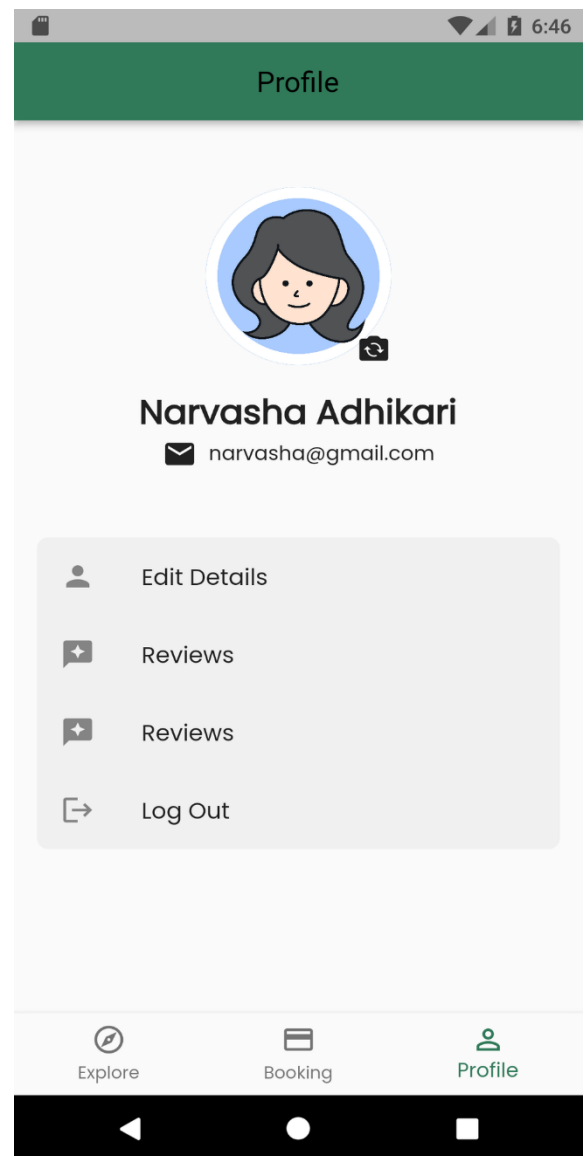 6:46
Profile
Narvasha Adhikari
narvasha@gmail.com
Edit Details
Reviews
Reviews
Log Out
Explore
Booking
Profile